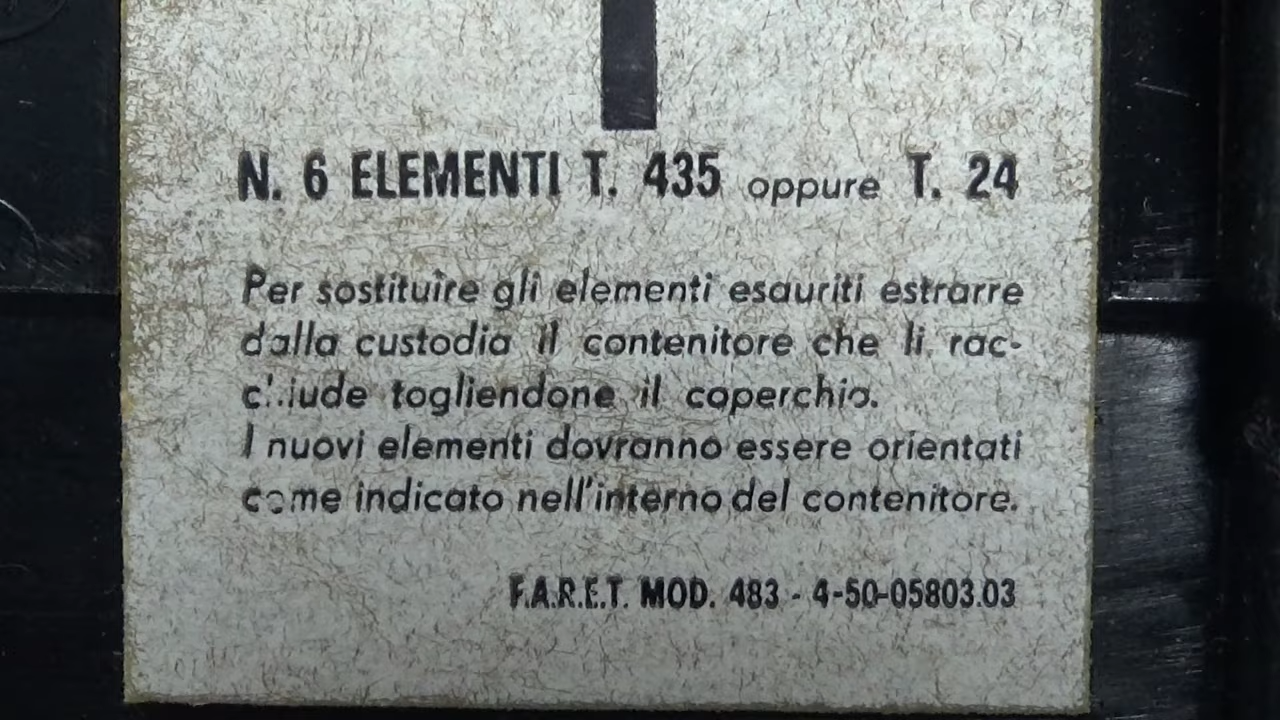 N. 6 ELEMENTI T. 435 oppure T. 24
Per sostituire gli elementi esauriti estrarre
dalla custodia il contenitore che li rac-
chiude togliendone il coperchio.
I nuovi elementi dovranno essere orientati
come indicato nell'interno del contenitore.
F.A.R.E.T. MOD. 483 - 4-50-05803.03